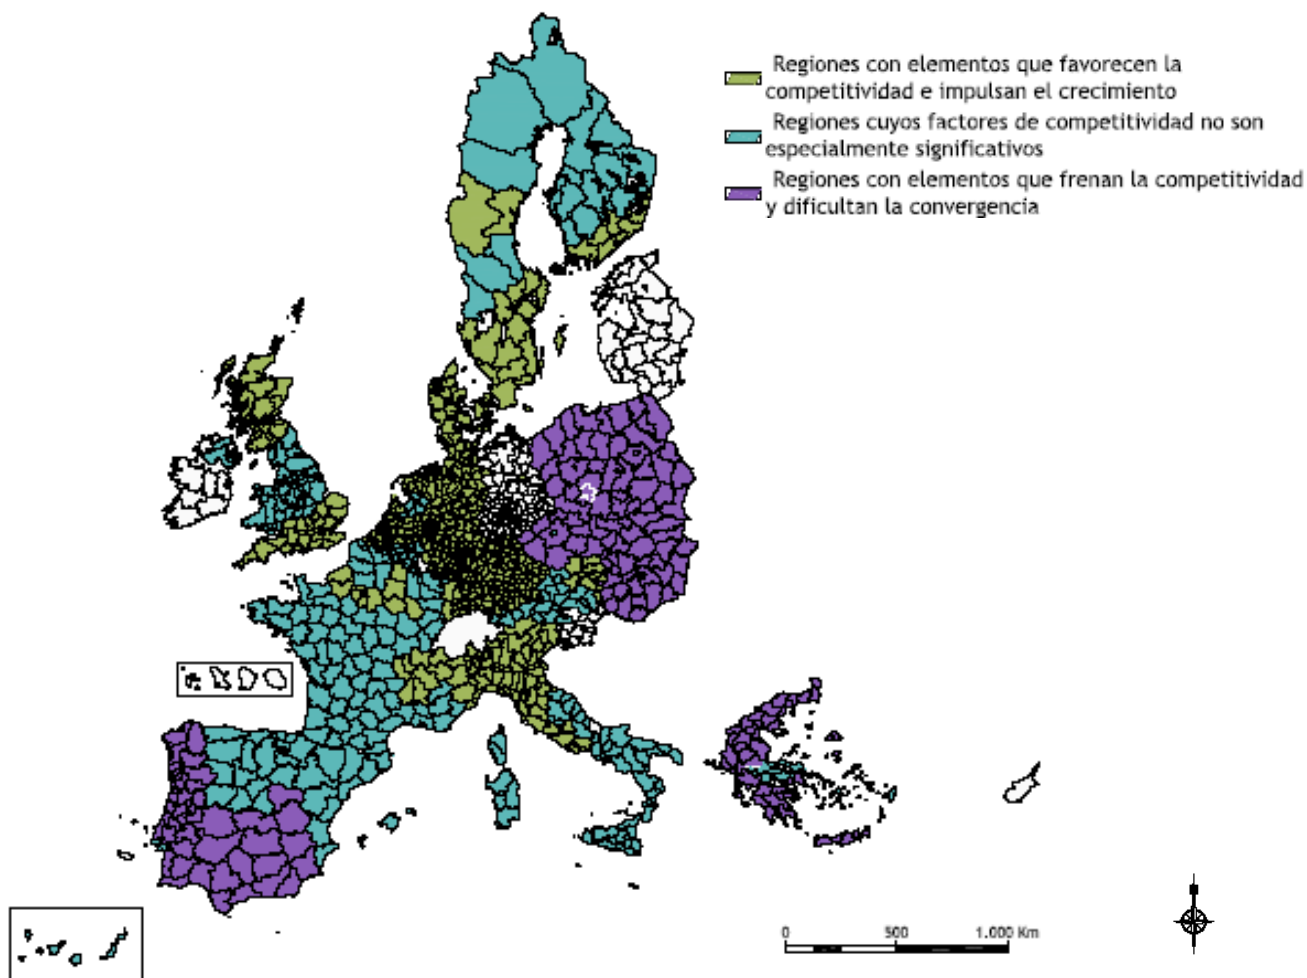 Regiones con elementos que favorecen la
competitividad e impulsan el crecimiento
Regiones cuyos factores de competitividad no son
especialmente significativos
Regiones con elementos que frenan la competitividad
y dificultan la convergencia
0 500 1.000 Km